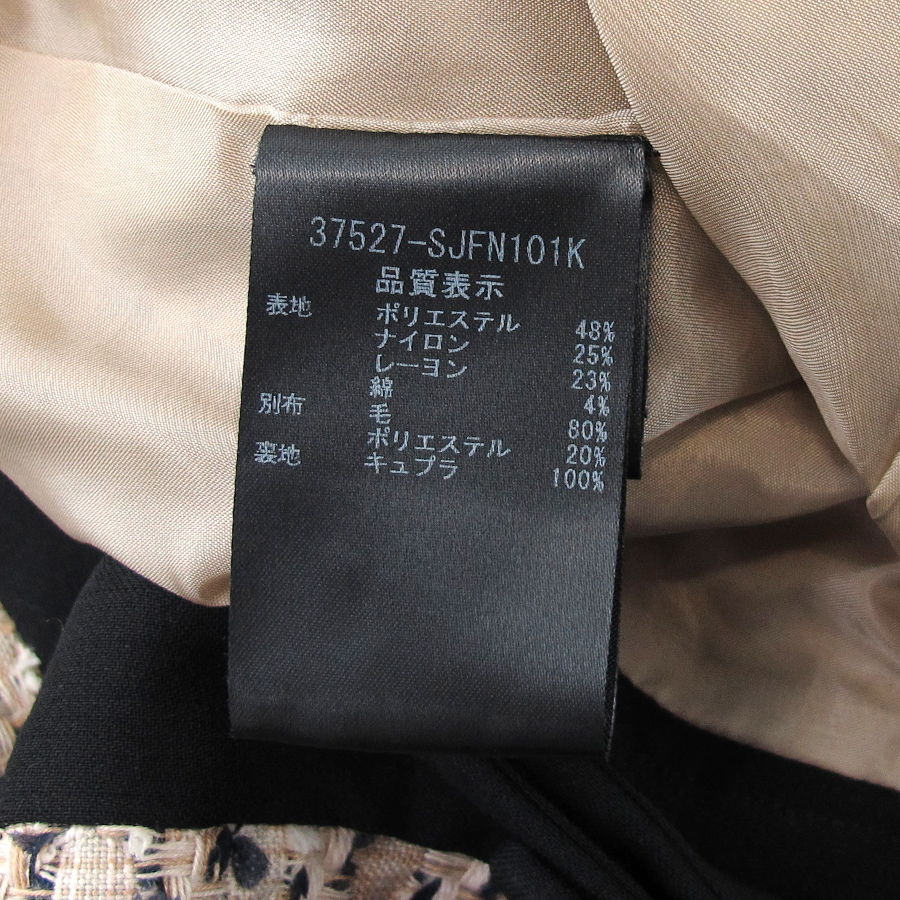 37527-SJFN101K
品質表示
表地 ポリエステル 48%
ナイロン 25%
レーヨン 23%
綿 4%
別布 毛 80%
ポリエステル 20%
裏地 キュプラ 100%